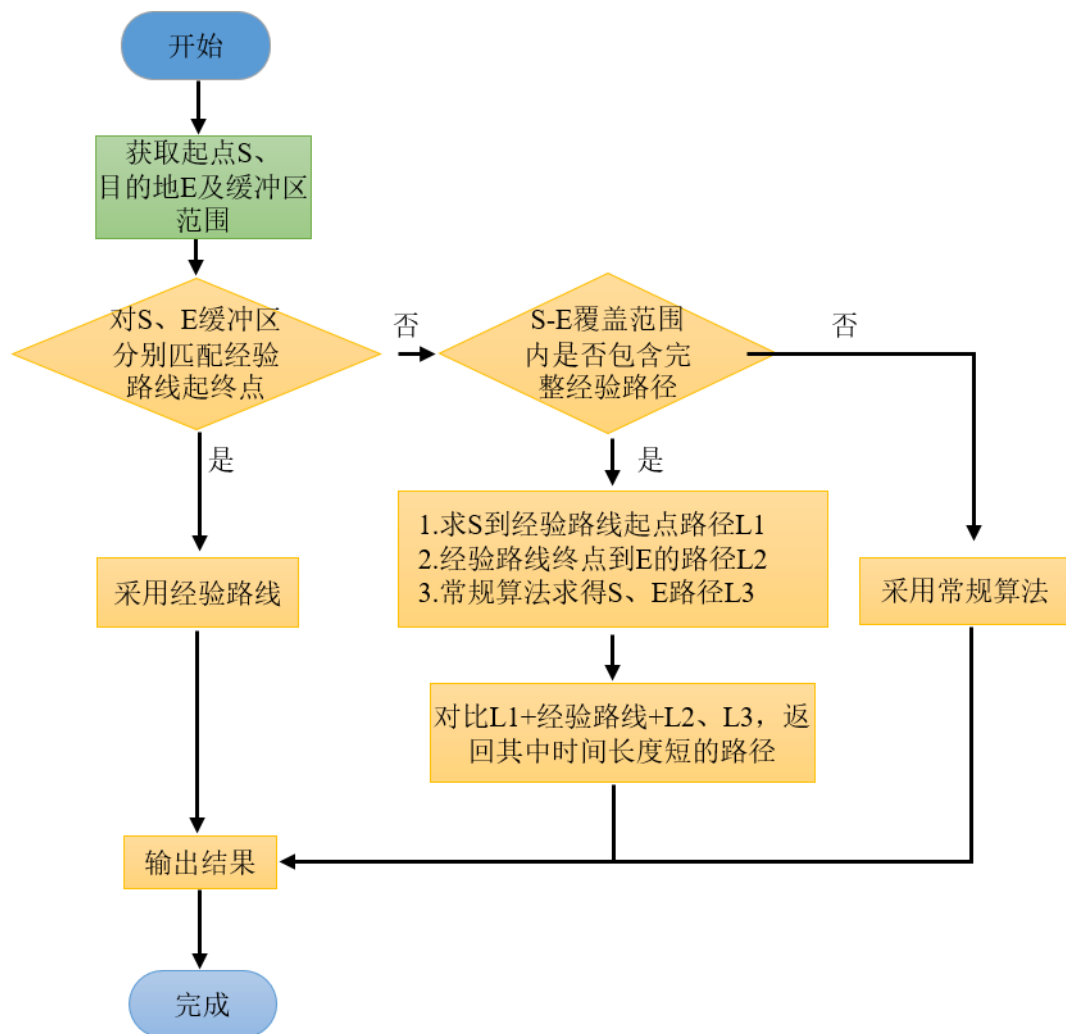 开始
获取起点S、
目的地E及缓冲区
范围
对S、E缓冲区
分别匹配经验
路线起终点
否
S-E覆盖范围
内是否包含完
整经验路径
否
是
是
1.求S到经验路线起点路径L1
2.经验路线终点到E的路径L2
3.常规算法求得S、E路径L3
采用经验路线
采用常规算法
对比L1+经验路线+L2、L3，返
回其中时间长度短的路径
输出结果
完成